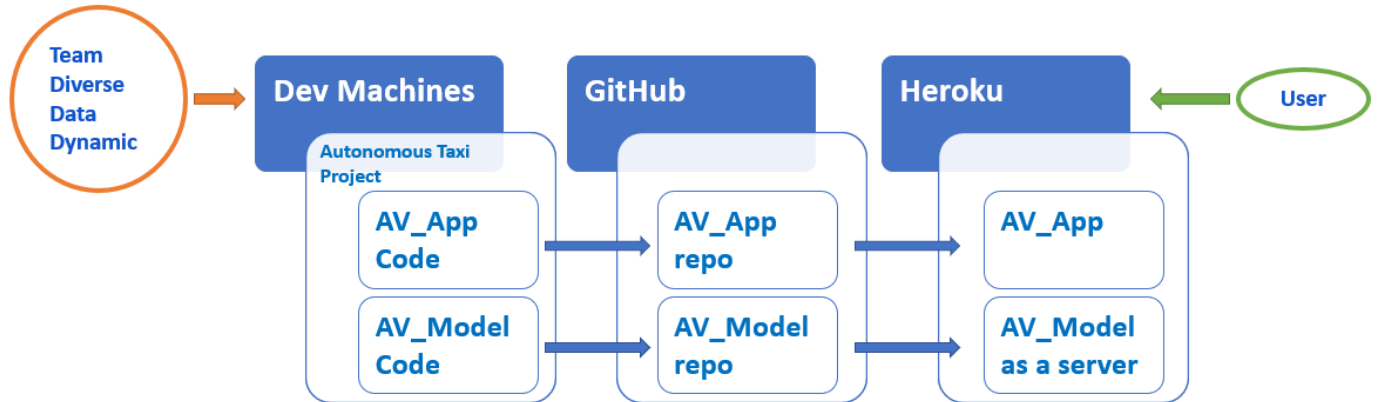 Team
Diverse
Data
Dynamic
Dev Machines
GitHub
Heroku
User
Autonomous Taxi
Project
AV_App
Code
AV_App
repo
AV_App
AV_Model
Code
AV_Model
repo
AV_Model
as a server